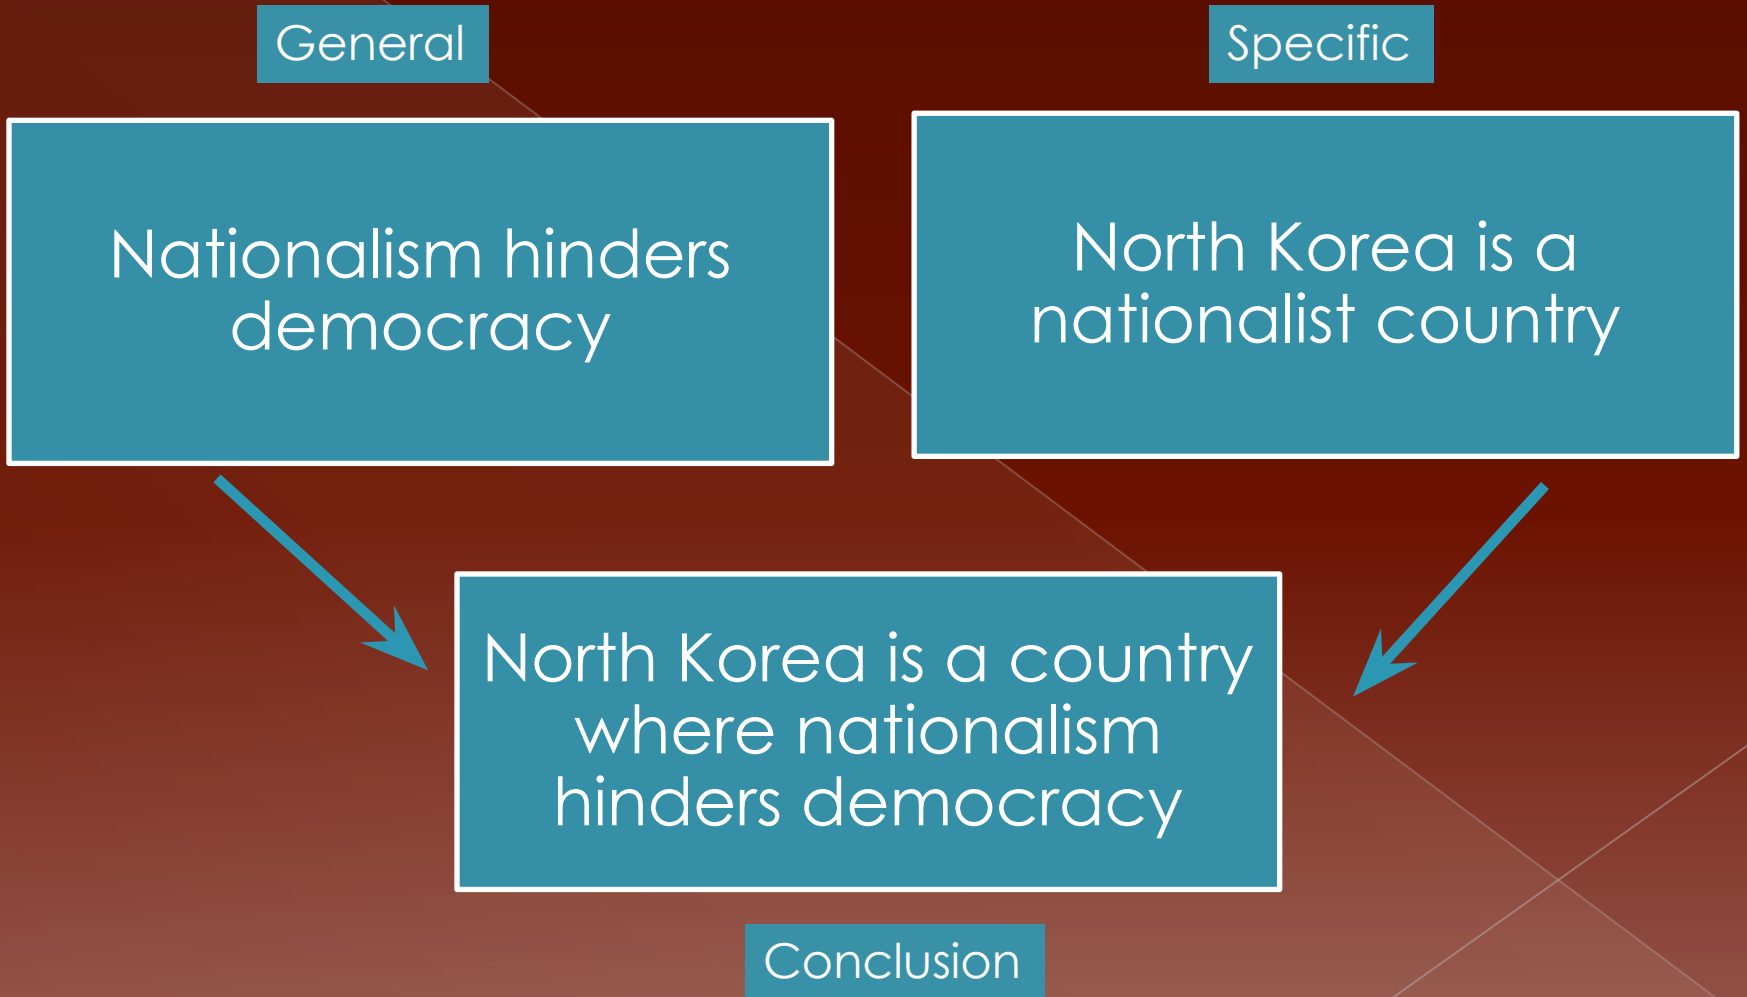 General
Specific
Nationalism hinders
democracy
North Korea is a
nationalist country
North Korea is a country
where nationalism
hinders democracy
Conclusion